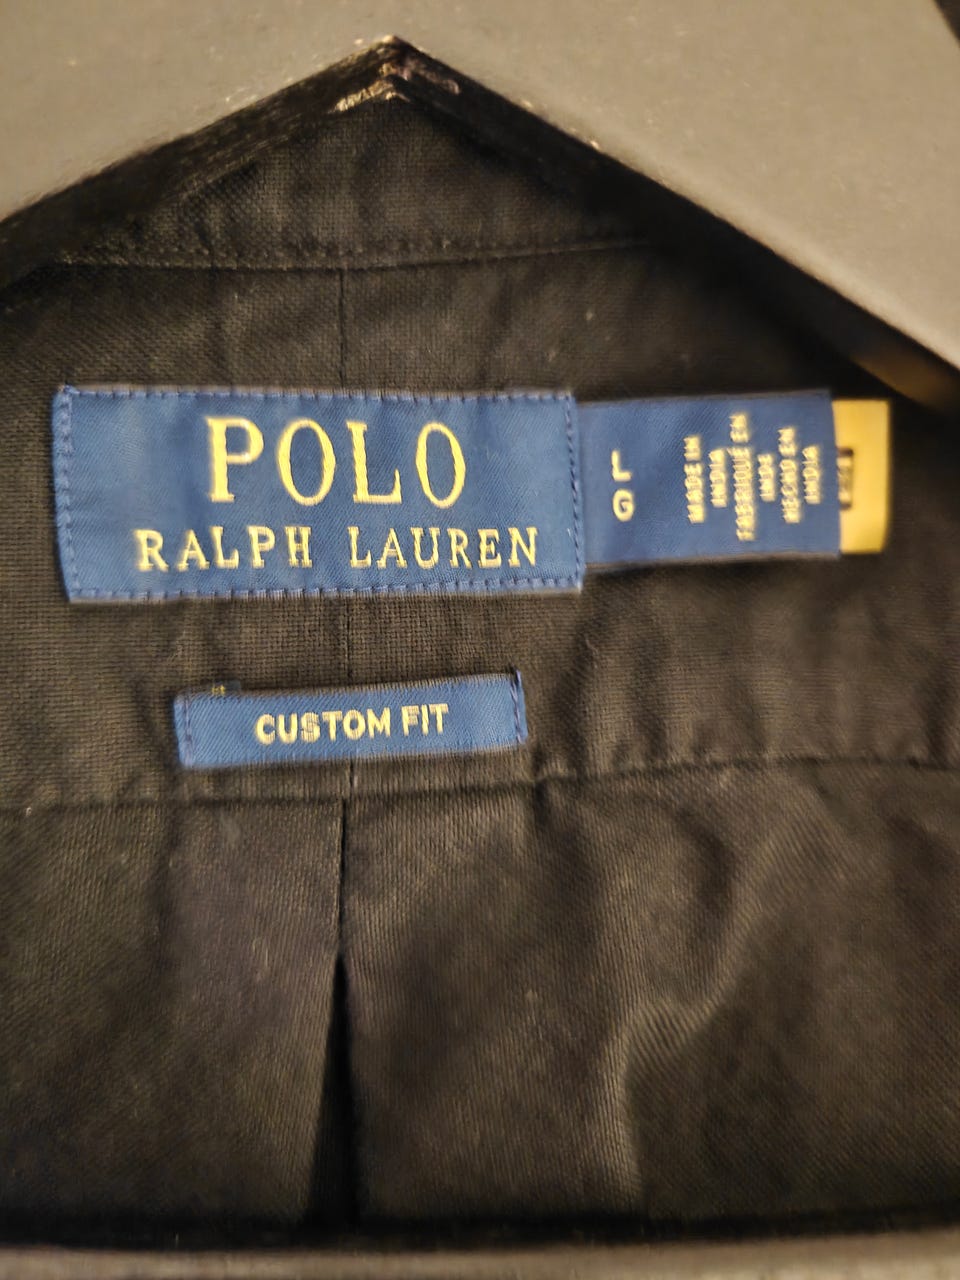 POLO
RALPH LAUREN
L
G
MADE IN
INDIA
FABRIQUÉ EN
INDE
HECHO EN
INDIA
CUSTOM FIT